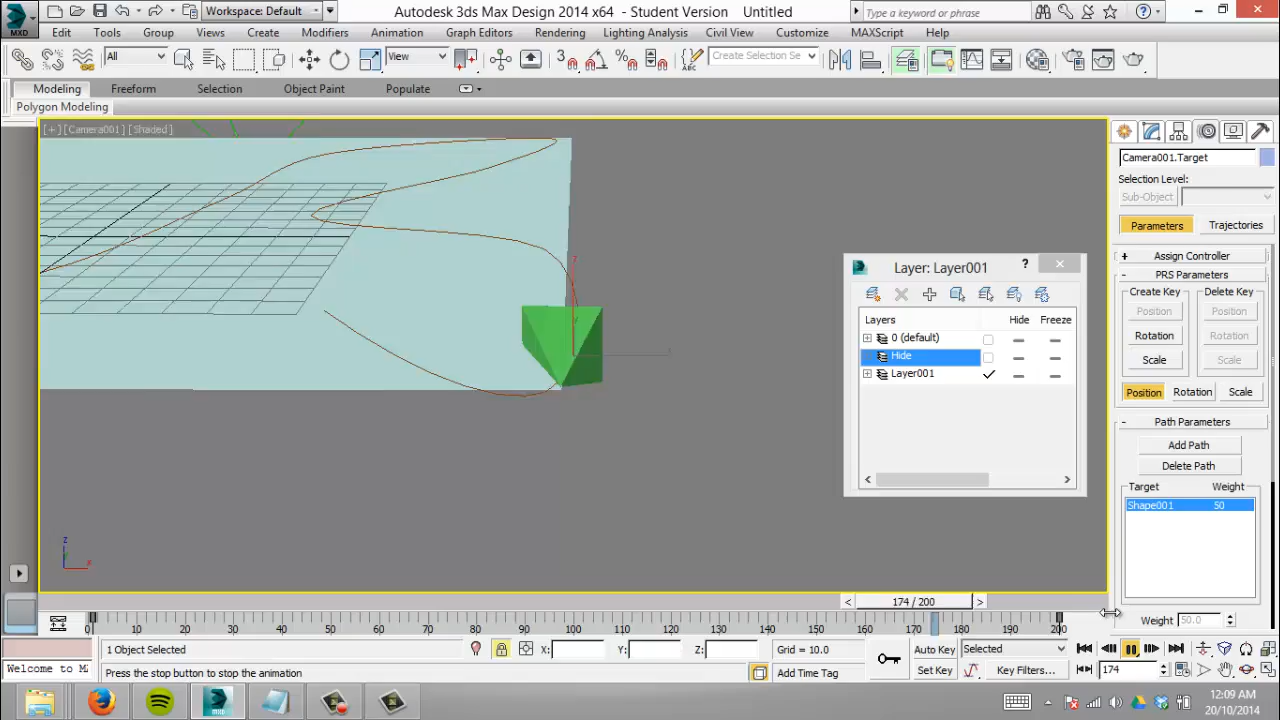 MXD
Workspace: Default
Autodesk 3ds Max Design 2014 x64 - Student Version Untitled
Type a keyword or phrase
Edit Tools Group Views Create Modifiers Animation Graph Editors Rendering Lighting Analysis Civil View Customize MAXScript Help
All
View
3
Create Selection Se
Modeling Freeform Selection Object Paint Populate
Polygon Modeling
[+][Camera001][Shaded]
Camera001.Target
Selection Level:
Sub-Object
Parameters Trajectories
+ Assign Controller
- PRS Parameters
Create Key Delete Key
Position Position
Rotation Rotation
Scale Scale
Position Rotation Scale
- Path Parameters
Add Path
Delete Path
Target Weight
Shape001 50
Weight 50.0
Layer: Layer001 ?
Layers Hide Freeze
0 (default)
Hide
Layer001
z
x
174 / 200
0 10 20 30 40 50 60 70 80 90 100 110 120 130 140 150 160 170 180 190 200
1 Object Selected
X: Y: Z:
Grid = 10.0
Auto Key Selected
Welcome to M
Press the stop button to stop the animation
Add Time Tag
Set Key Key Filters...
174
12:09 AM
20/10/2014